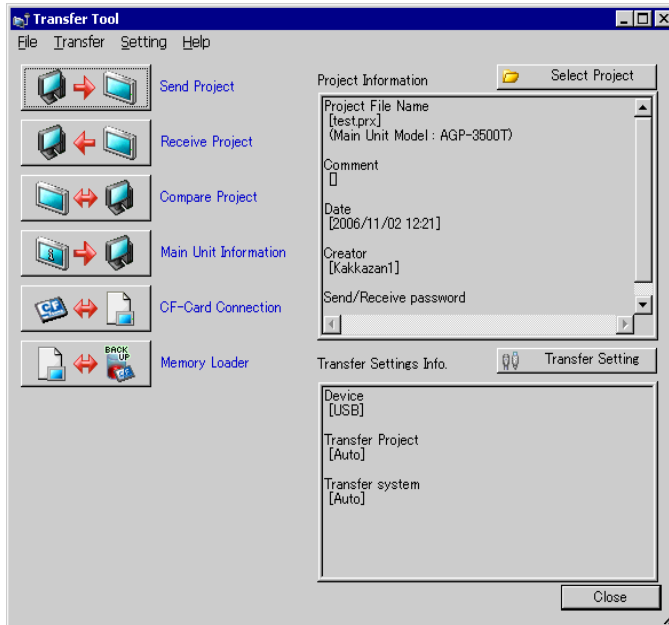 Transfer Tool
File Transfer Setting Help
Send Project
Receive Project
Compare Project
Main Unit Information
CF
CF-Card Connection
BACK
UP
CF
Memory Loader
Project Information
Select Project
Project File Name
[test.prx]
(Main Unit Model : AGP-3500T)
Comment
[]
Date
[2006/11/02 12:21]
Creator
[Kakkazan1]
Send/Receive password
Transfer Settings Info.
Transfer Setting
Device
[USB]
Transfer Project
[Auto]
Transfer system
[Auto]
Close